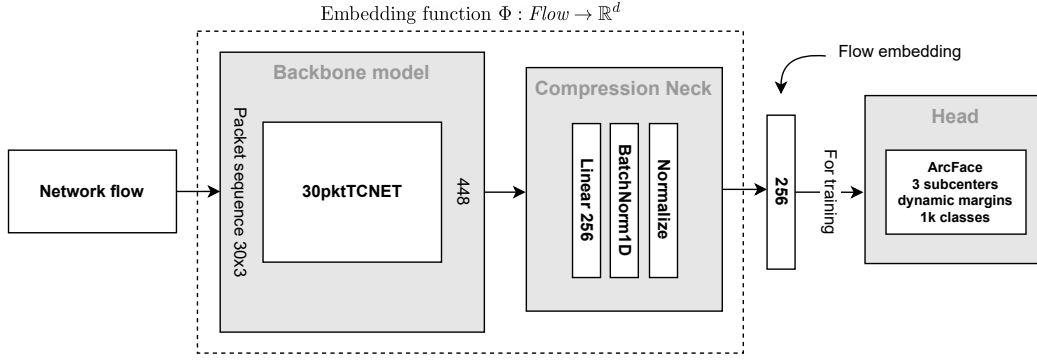 Embedding function Φ : Flow → ℝᵈ
Flow embedding
Backbone model
Compression Neck
Head
Network flow
Packet sequence 30x3
30pktTCNET
448
Linear 256
BatchNorm1D
Normalize
256
For training
ArcFace
3 subcenters
dynamic margins
1k classes